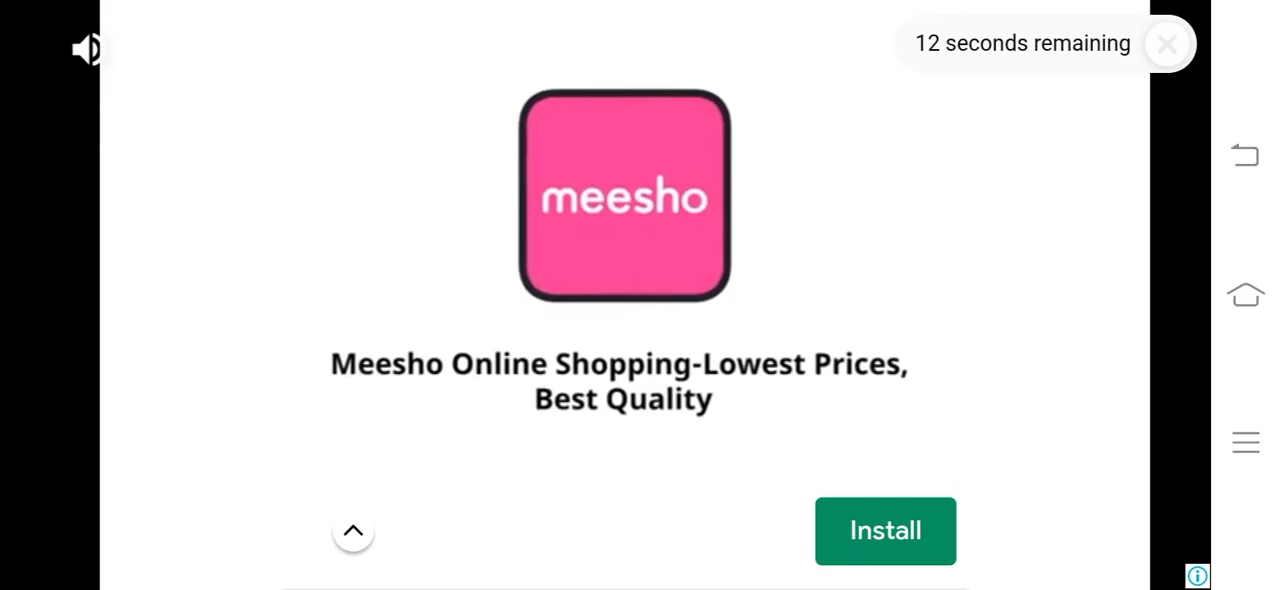 12 seconds remaining
meesho
Meesho Online Shopping-Lowest Prices,
Best Quality
Install